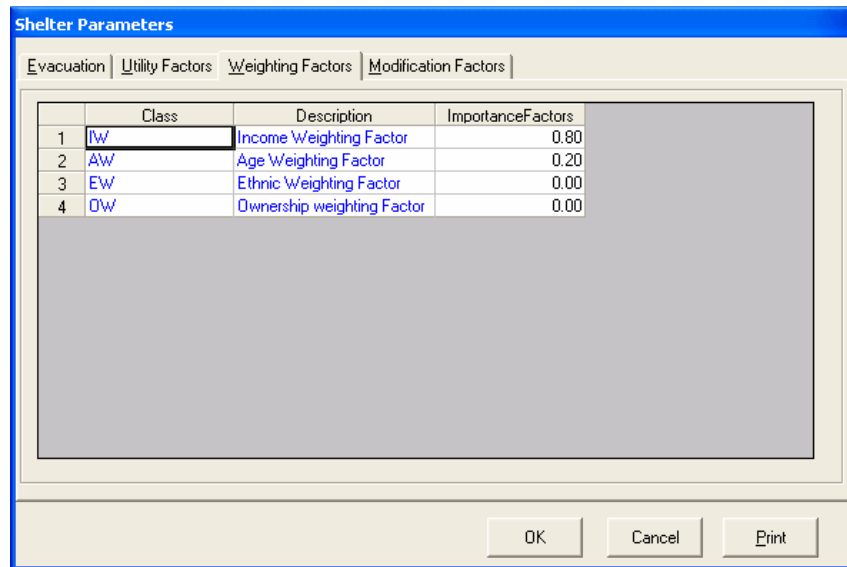 Shelter Parameters
Evacuation Utility Factors Weighting Factors Modification Factors
Class Description ImportanceFactors
1 IW Income Weighting Factor 0.80
2 AW Age Weighting Factor 0.20
3 EW Ethnic Weighting Factor 0.00
4 OW Ownership weighting Factor 0.00
OK Cancel Print